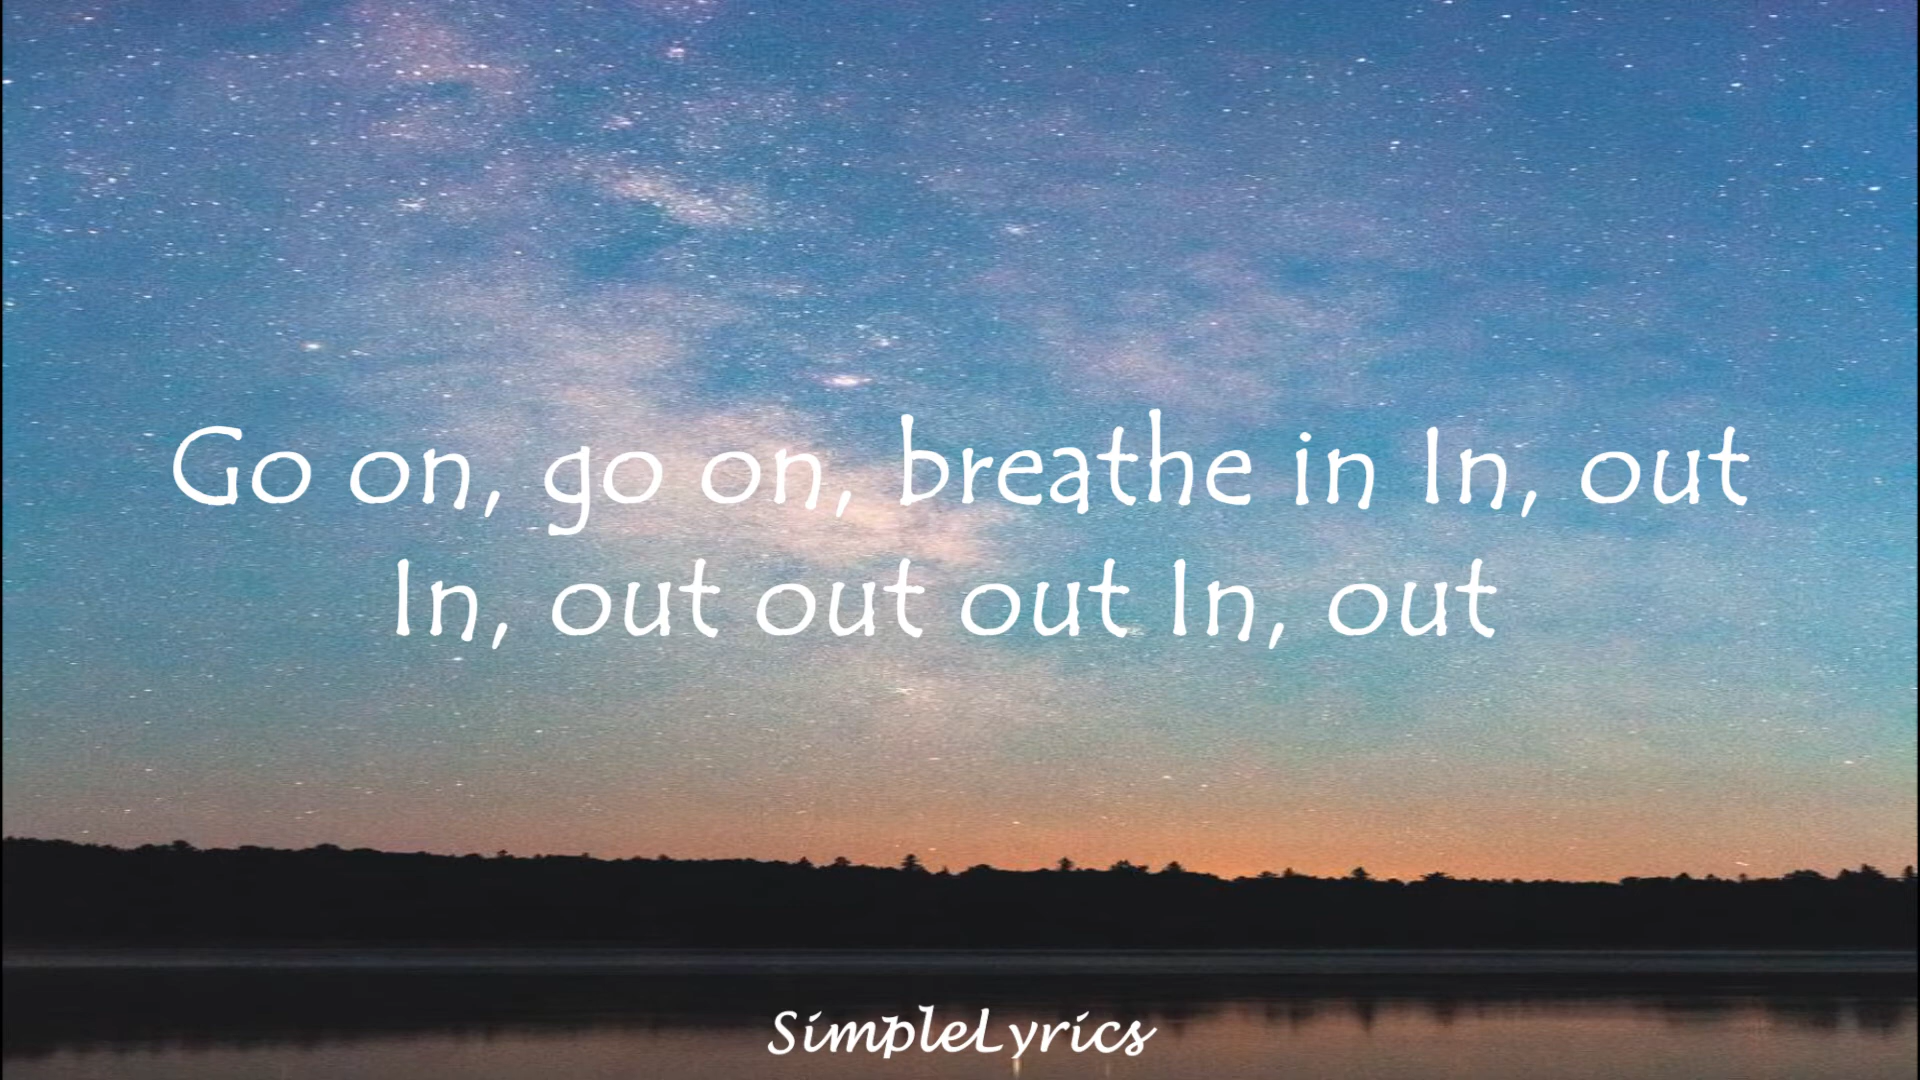 Go on, go on, breathe in In, out
In, out out out In, out
SimpleLyrics